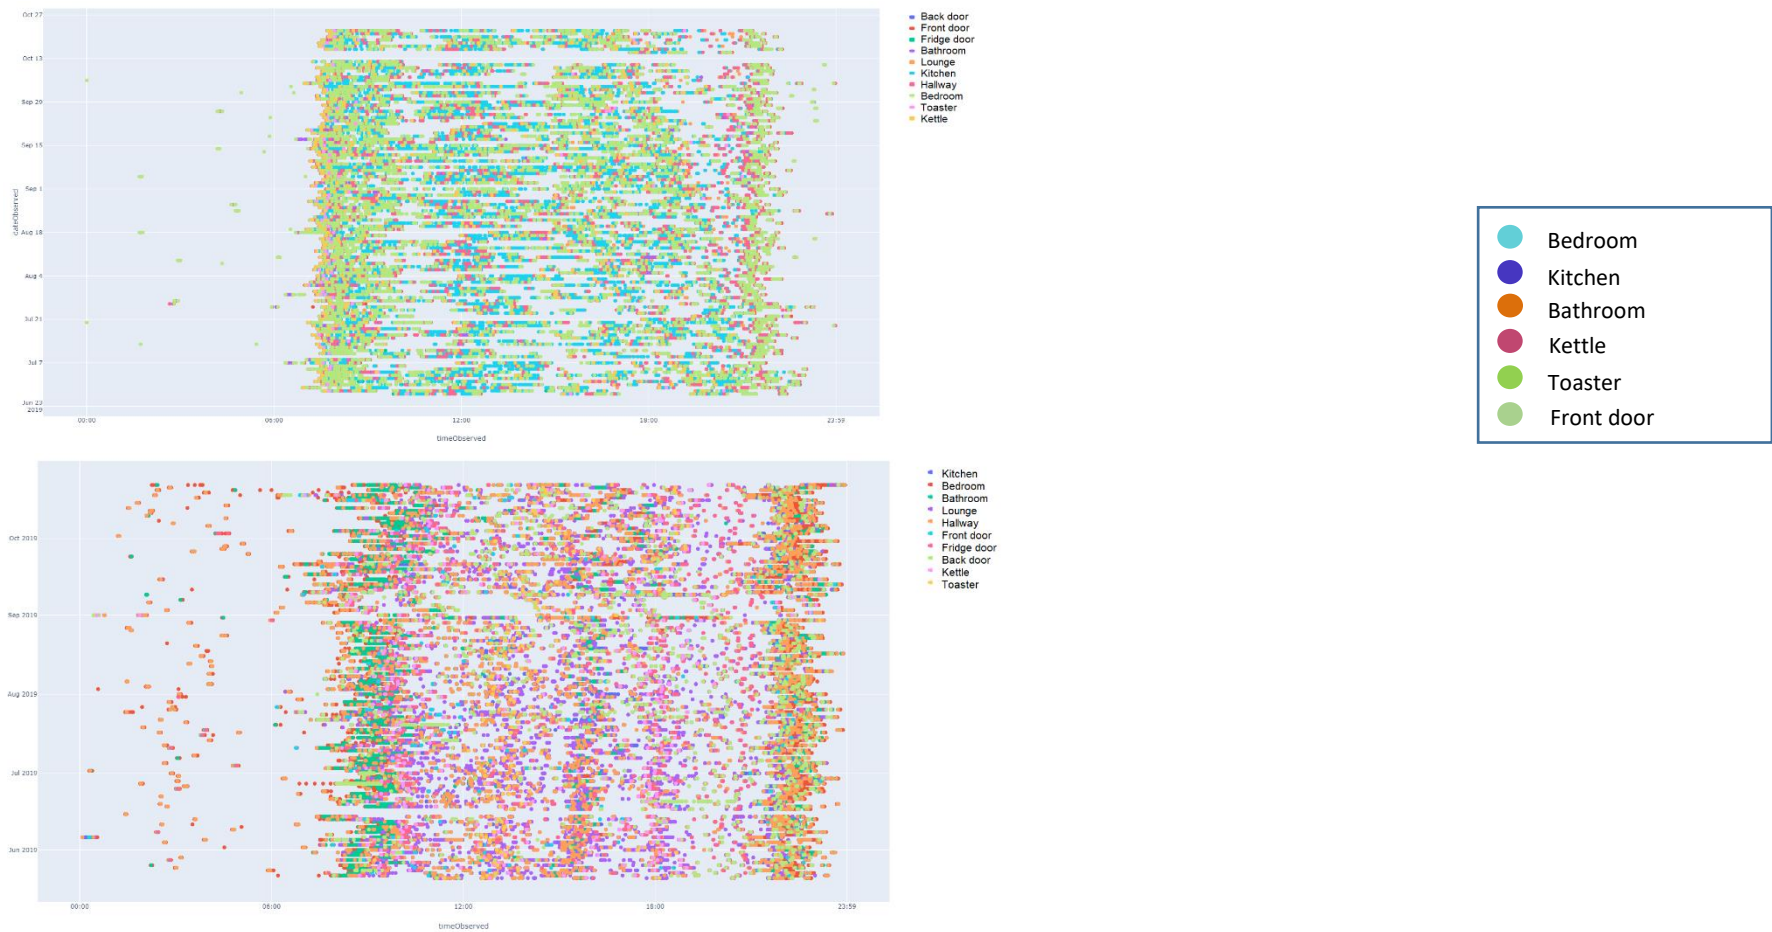 Oct 27
Oct 13
Sep 29
Sep 15
Sep 1
Aug 18
Aug 4
Jul 21
Jul 7
Jun 23
2019
dateObserved
00:00
06:00
12:00
18:00
23:59
timeObserved
Back door
Front door
Fridge door
Bathroom
Lounge
Kitchen
Hallway
Bedroom
Toaster
Kettle
Bedroom
Kitchen
Bathroom
Kettle
Toaster
Front door
Oct 2019
Sep 2019
Aug 2019
Jul 2019
Jun 2019
00:00
06:00
12:00
18:00
23:59
timeObserved
Kitchen
Bedroom
Bathroom
Lounge
Hallway
Front door
Fridge door
Back door
Kettle
Toaster